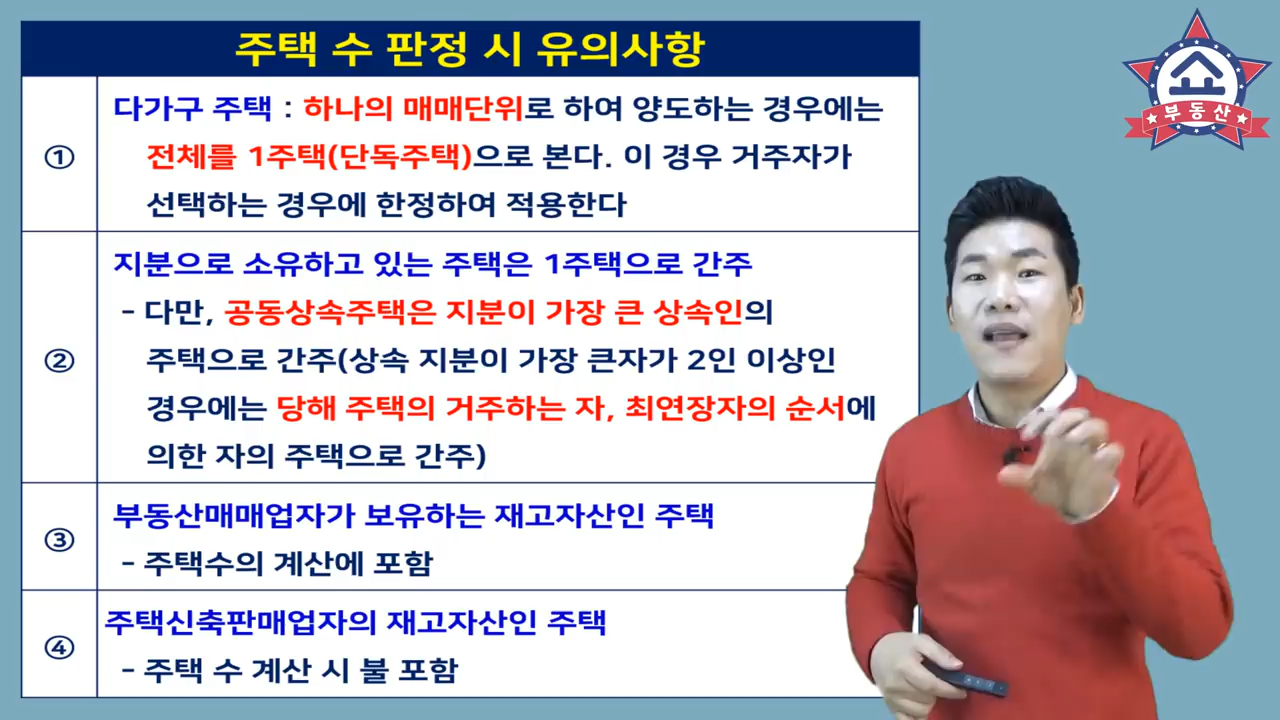 주택 수 판정 시 유의사항
① 다가구 주택 : 하나의 매매단위로 하여 양도하는 경우에는
전체를 1주택(단독주택)으로 본다. 이 경우 거주자가
선택하는 경우에 한정하여 적용한다
② 지분으로 소유하고 있는 주택은 1주택으로 간주
- 다만, 공동상속주택은 지분이 가장 큰 상속인의
주택으로 간주(상속 지분이 가장 큰자가 2인 이상인
경우에는 당해 주택의 거주하는 자, 최연장자의 순서에
의한 자의 주택으로 간주)
③ 부동산매매업자가 보유하는 재고자산인 주택
- 주택수의 계산에 포함
④ 주택신축판매업자의 재고자산인 주택
- 주택 수 계산 시 불 포함
쇼
부동산